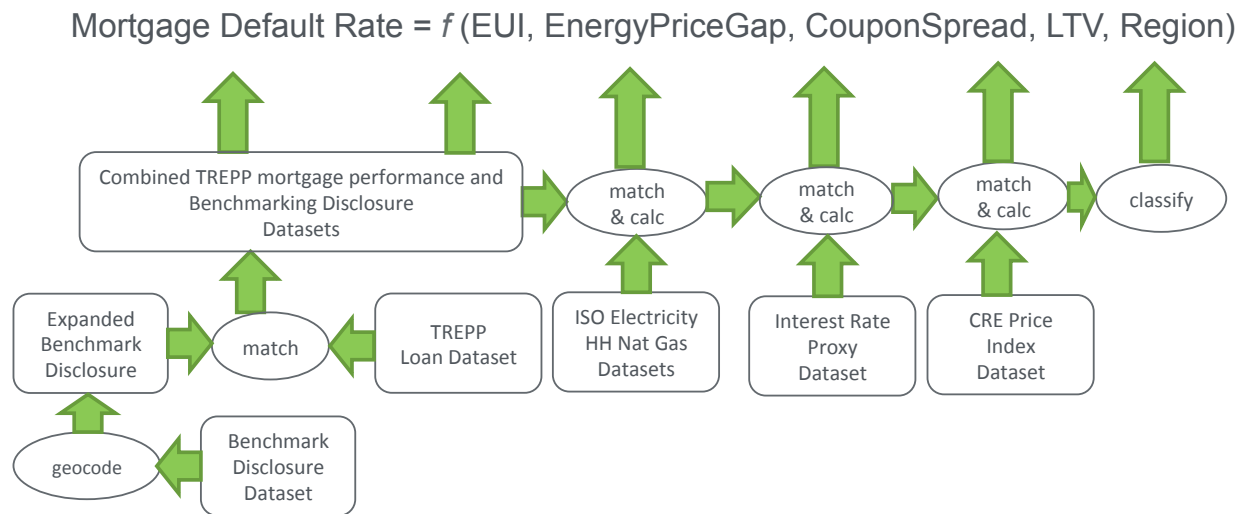 Mortgage Default Rate = f (EUI, EnergyPriceGap, CouponSpread, LTV, Region)
Combined TREPP mortgage performance and
Benchmarking Disclosure
Datasets
match
& calc
match
& calc
match
& calc
classify
Expanded
Benchmark
Disclosure
match
TREPP
Loan Dataset
ISO Electricity
HH Nat Gas
Datasets
Interest Rate
Proxy
Dataset
CRE Price
Index
Dataset
geocode
Benchmark
Disclosure
Dataset